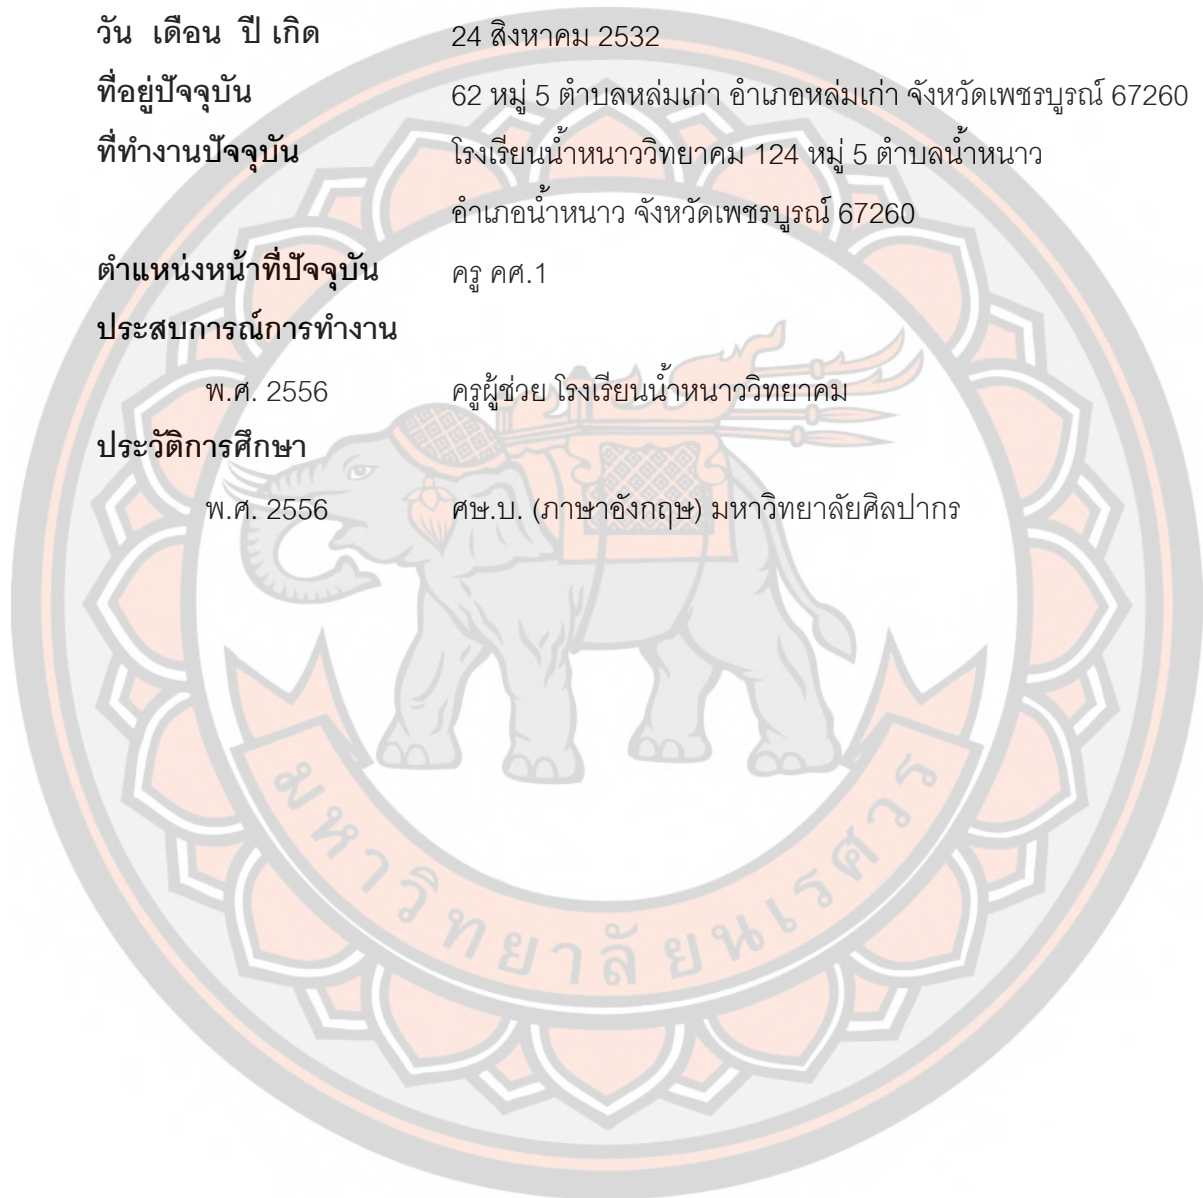 วัน เดือน ปี เกิด 24 สิงหาคม 2532
ที่อยู่ปัจจุบัน 62 หมู่ 5 ตำบลหล่มเก่า อำเภอหล่มเก่า จังหวัดเพชรบูรณ์ 67260
ที่ทำงานปัจจุบัน โรงเรียนน้ำหนาววิทยาคม 124 หมู่ 5 ตำบลน้ำหนาว
อำเภอน้ำหนาว จังหวัดเพชรบูรณ์ 67260
ตำแหน่งหน้าที่ปัจจุบัน ครู คศ.1
ประสบการณ์การทำงาน
พ.ศ. 2556 ครูผู้ช่วย โรงเรียนน้ำหนาววิทยาคม
ประวัติการศึกษา
พ.ศ. 2556 ศษ.บ. (ภาษาอังกฤษ) มหาวิทยาลัยศิลปากร
มหาวิทยาลัยนเรศวร